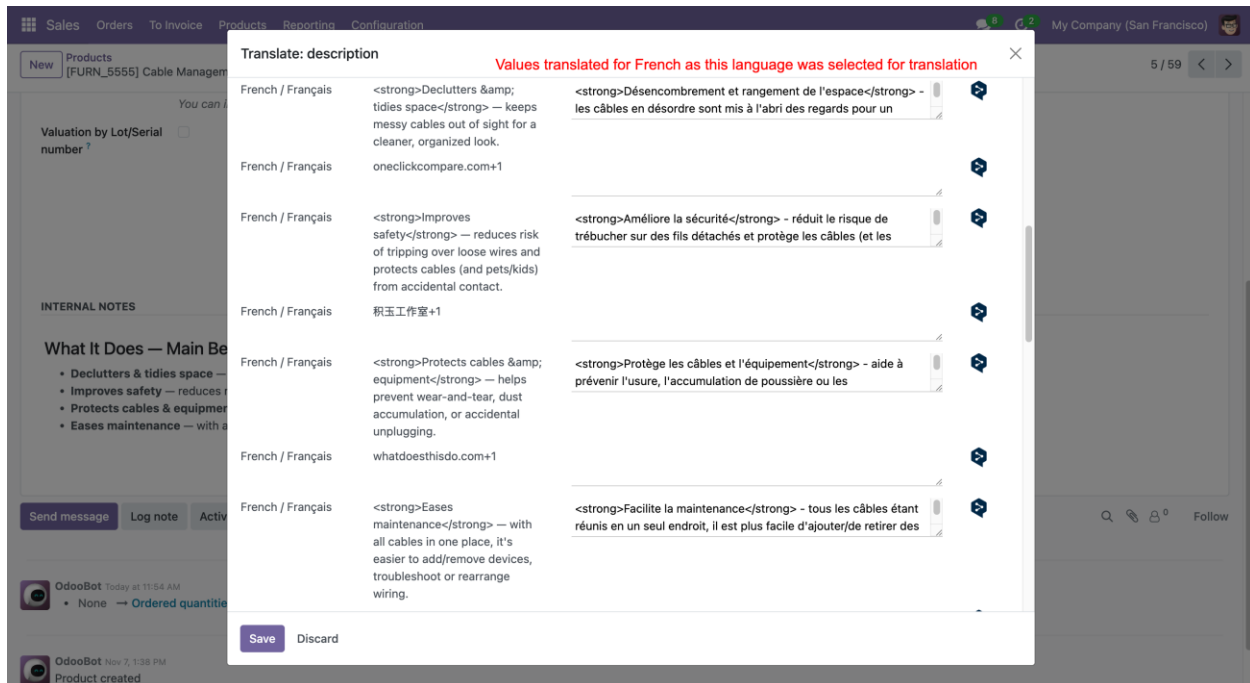 Sales Orders To Invoice Products Reporting Configuration 8 2 My Company (San Francisco)
New Products
[FURN_5555] Cable Managem
5 / 59
Translate: description
Values translated for French as this language was selected for translation
You can i
Valuation by Lot/Serial
number ?
INTERNAL NOTES
What It Does — Main Be
• Declutters & tidies space —
• Improves safety — reduces r
• Protects cables & equipmer
• Eases maintenance — with a
French / Français
<strong>Declutters &amp;
tidies space</strong> — keeps
messy cables out of sight for a
cleaner, organized look.
<strong>Désencombrement et rangement de l'espace</strong> -
les câbles en désordre sont mis à l'abri des regards pour un
French / Français
oneclickcompare.com+1
French / Français
<strong>Improves
safety</strong> — reduces risk
of tripping over loose wires and
protects cables (and pets/kids)
from accidental contact.
<strong>Améliore la sécurité</strong> - réduit le risque de
trébucher sur des fils détachés et protège les câbles (et les
French / Français
积玉工作室+1
French / Français
<strong>Protects cables &amp;
equipment</strong> — helps
prevent wear-and-tear, dust
accumulation, or accidental
unplugging.
<strong>Protège les câbles et l'équipement</strong> - aide à
prévenir l'usure, l'accumulation de poussière ou les
French / Français
whatdoesthisdo.com+1
French / Français
<strong>Eases
maintenance</strong> — with
all cables in one place, it's
easier to add/remove devices,
troubleshoot or rearrange
wiring.
<strong>Facilite la maintenance</strong> - tous les câbles étant
réunis en un seul endroit, il est plus facile d'ajouter/de retirer des
Save Discard
Send message Log note Activ
0 Follow
OdooBot Today at 11:54 AM
• None → Ordered quantitie
OdooBot Nov 7, 1:38 PM
Product created